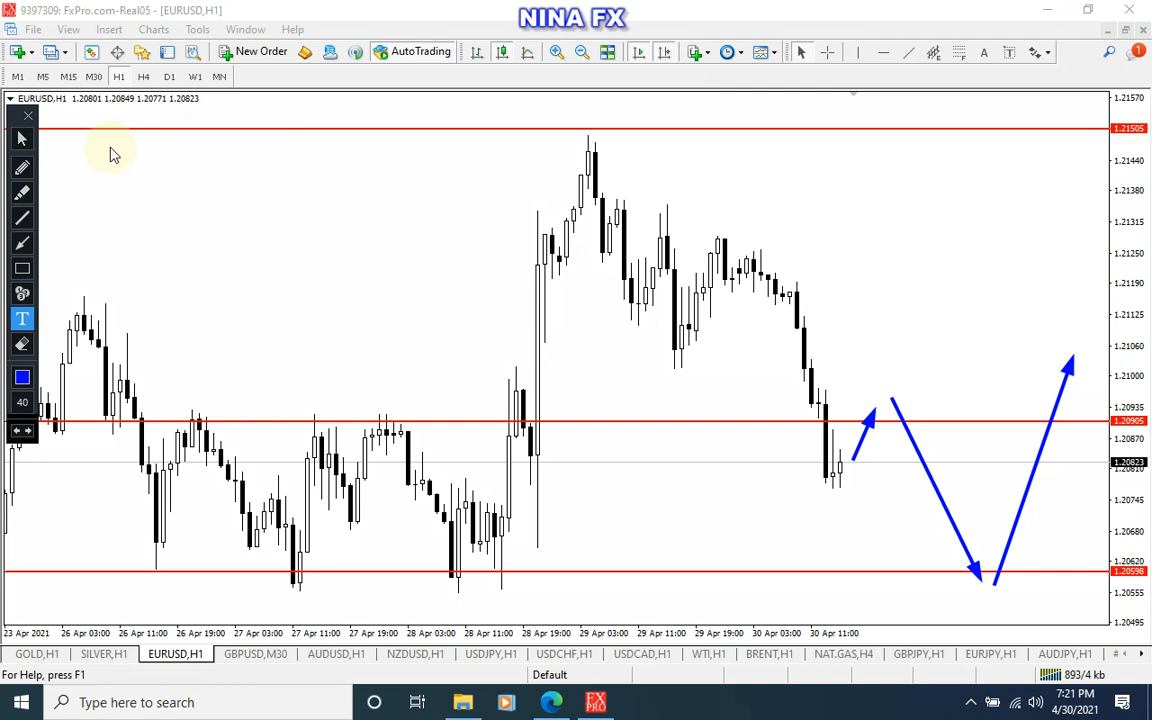 9397309: FxPro.com-Real05 - [EURUSD,H1]
NINA FX
File View Insert Charts Tools Window Help
New Order AutoTrading
1
M1 M5 M15 M30 H1 H4 D1 W1 MN
EURUSD,H1 1.20801 1.20849 1.20771 1.20823
1.21570
1.21505
1.21440
1.21380
1.21315
1.21250
1.21190
1.21125
1.21060
1.21000
1.20935
1.20905
1.20870
1.20823
1.20810
1.20745
1.20680
1.20620
1.20598
1.20555
1.20495
T
40
23 Apr 2021 26 Apr 03:00 26 Apr 11:00 26 Apr 19:00 27 Apr 03:00 27 Apr 11:00 27 Apr 19:00 28 Apr 03:00 28 Apr 11:00 28 Apr 19:00 29 Apr 03:00 29 Apr 11:00 29 Apr 19:00 30 Apr 03:00 30 Apr 11:00
GOLD,H1 SILVER,H1 EURUSD,H1 GBPUSD,M30 AUDUSD,H1 NZDUSD,H1 USDJPY,H1 USDCHF,H1 USDCAD,H1 WTI,H1 BRENT,H1 NAT.GAS,H4 GBPJPY,H1 EURJPY,H1 AUDJPY,H1 #
For Help, press F1 Default 893/4 kb
Type here to search
FX PRO
7:21 PM
4/30/2021